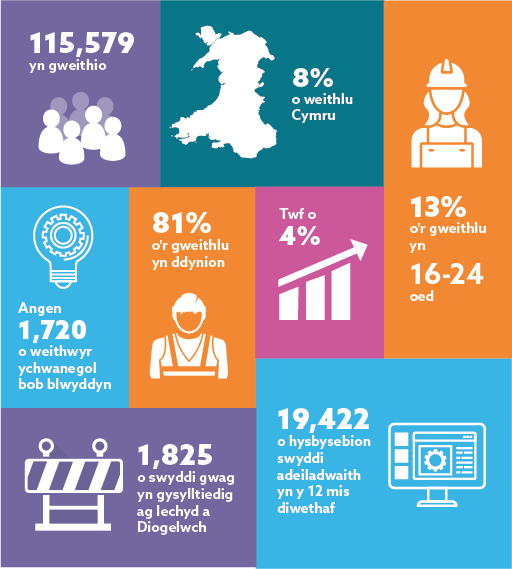 115,579
yn gweithio
8%
o weithlu
Cymru
13%
o'r gweithlu
yn
16-24
oed
Angen
1,720
o weithwyr
ychwanegol
bob blwyddyn
81%
o'r gweithlu
yn ddynion
Twf o
4%
1,825
o swyddi gwag
yn gysylltiedig
ag Iechyd a
Diogelwch
19,422
o hysbysebion
swyddi
adeiladwaith
yn y 12 mis
diwethaf